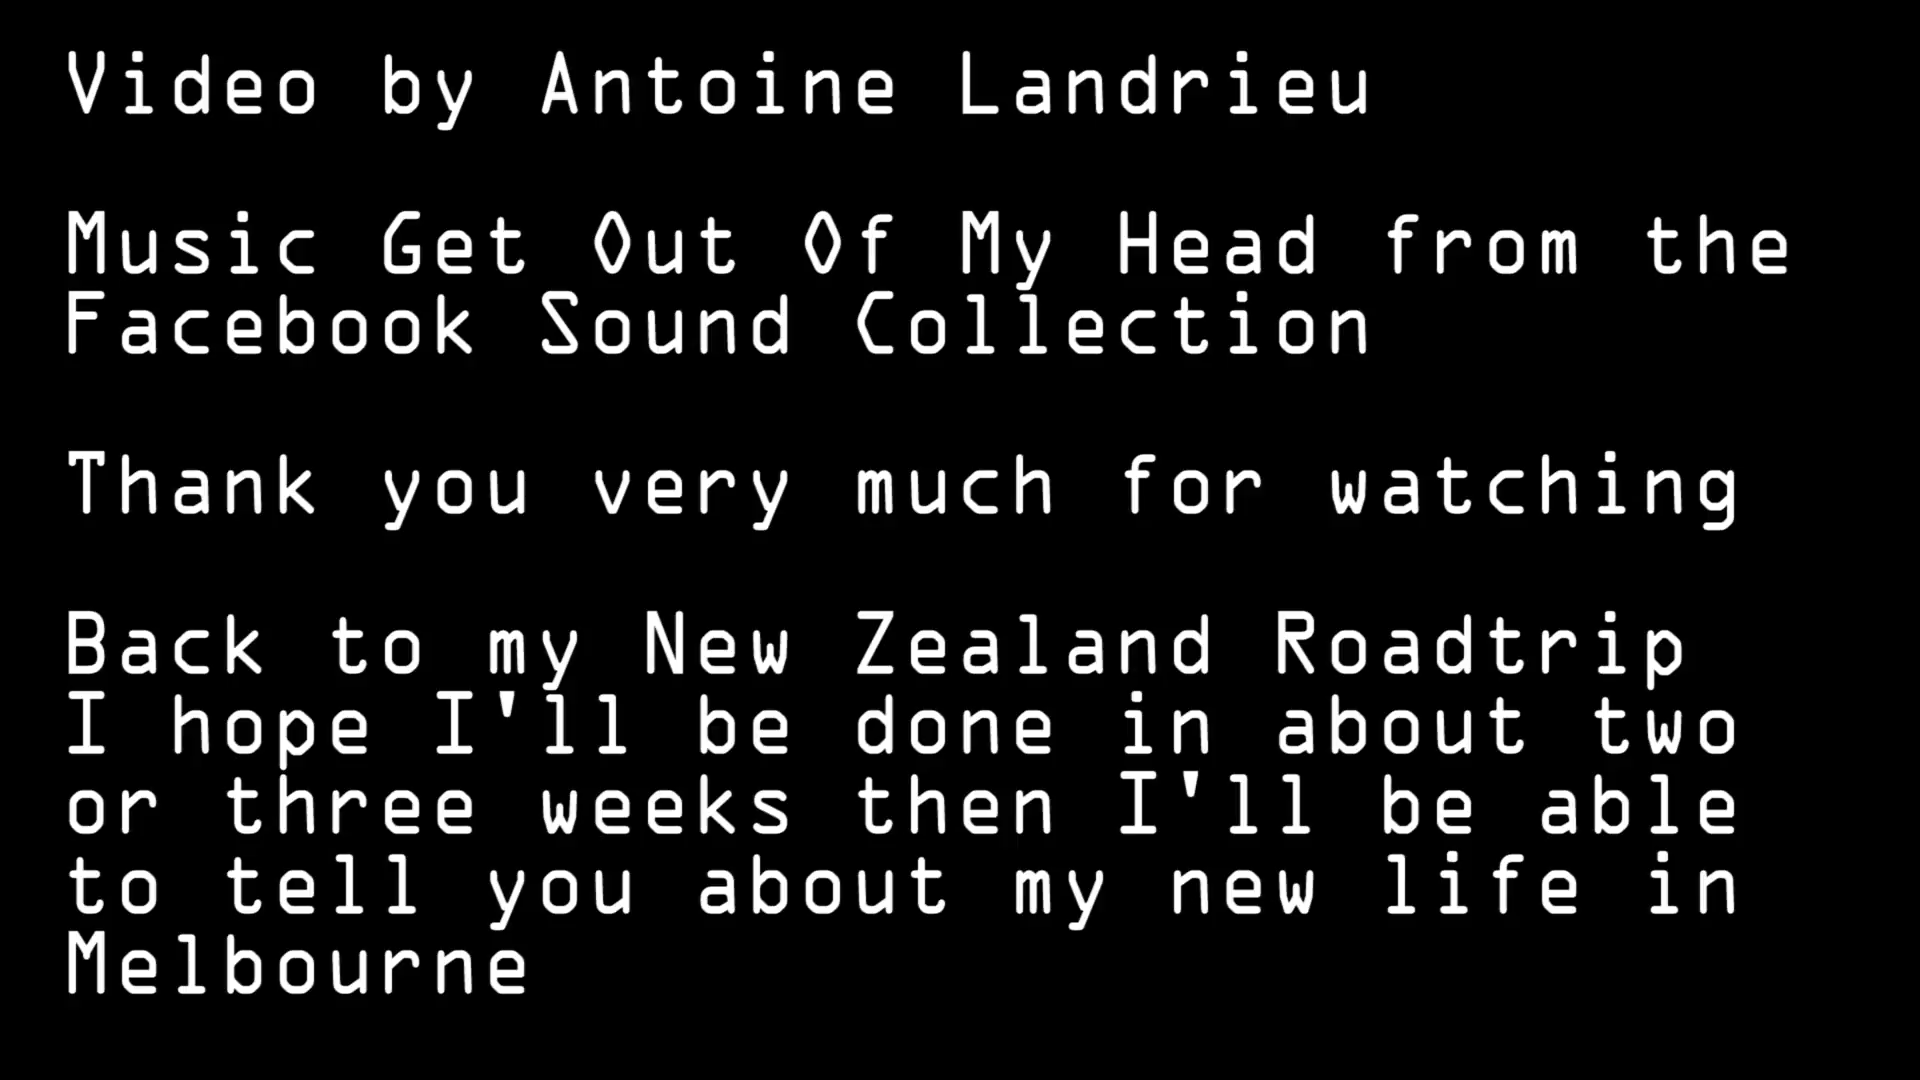 Video by Antoine Landrieu
Music Get Out Of My Head from the
Facebook Sound Collection
Thank you very much for watching
Back to my New Zealand Roadtrip
I hope I'll be done in about two
or three weeks then I'll be able
to tell you about my new life in
Melbourne